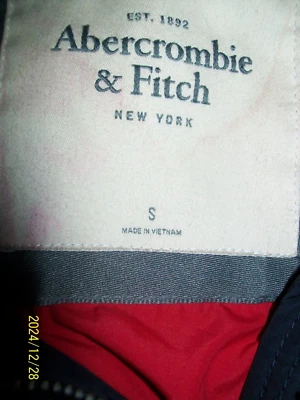 EST. 1892
Abercrombie
& Fitch
NEW YORK
S
MADE IN VIETNAM
2024/12/28